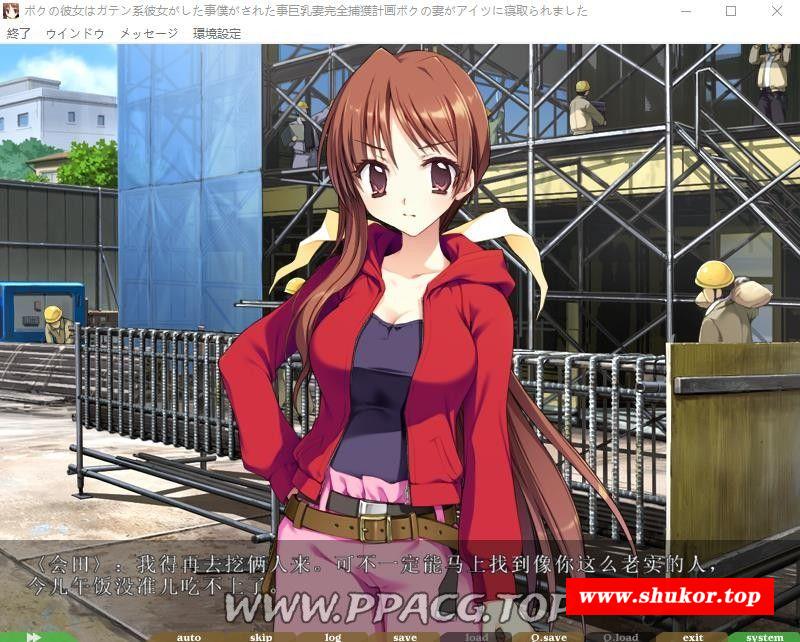 ボクの彼女はガテン系彼女がした事僕がされた事巨乳妻完全捕獲計画ボクの妻がアイツに寝取られました
終了 ウインドウ メッセージ 環境設定
《会田》：我得再去挖俩人来。可不一定能马上找到像你这么老实的人，
今儿午饭没准儿吃不上了。
WWW.PPACG.TOP
www.shukor.top
auto skip log save load Q.save Q.load exit system